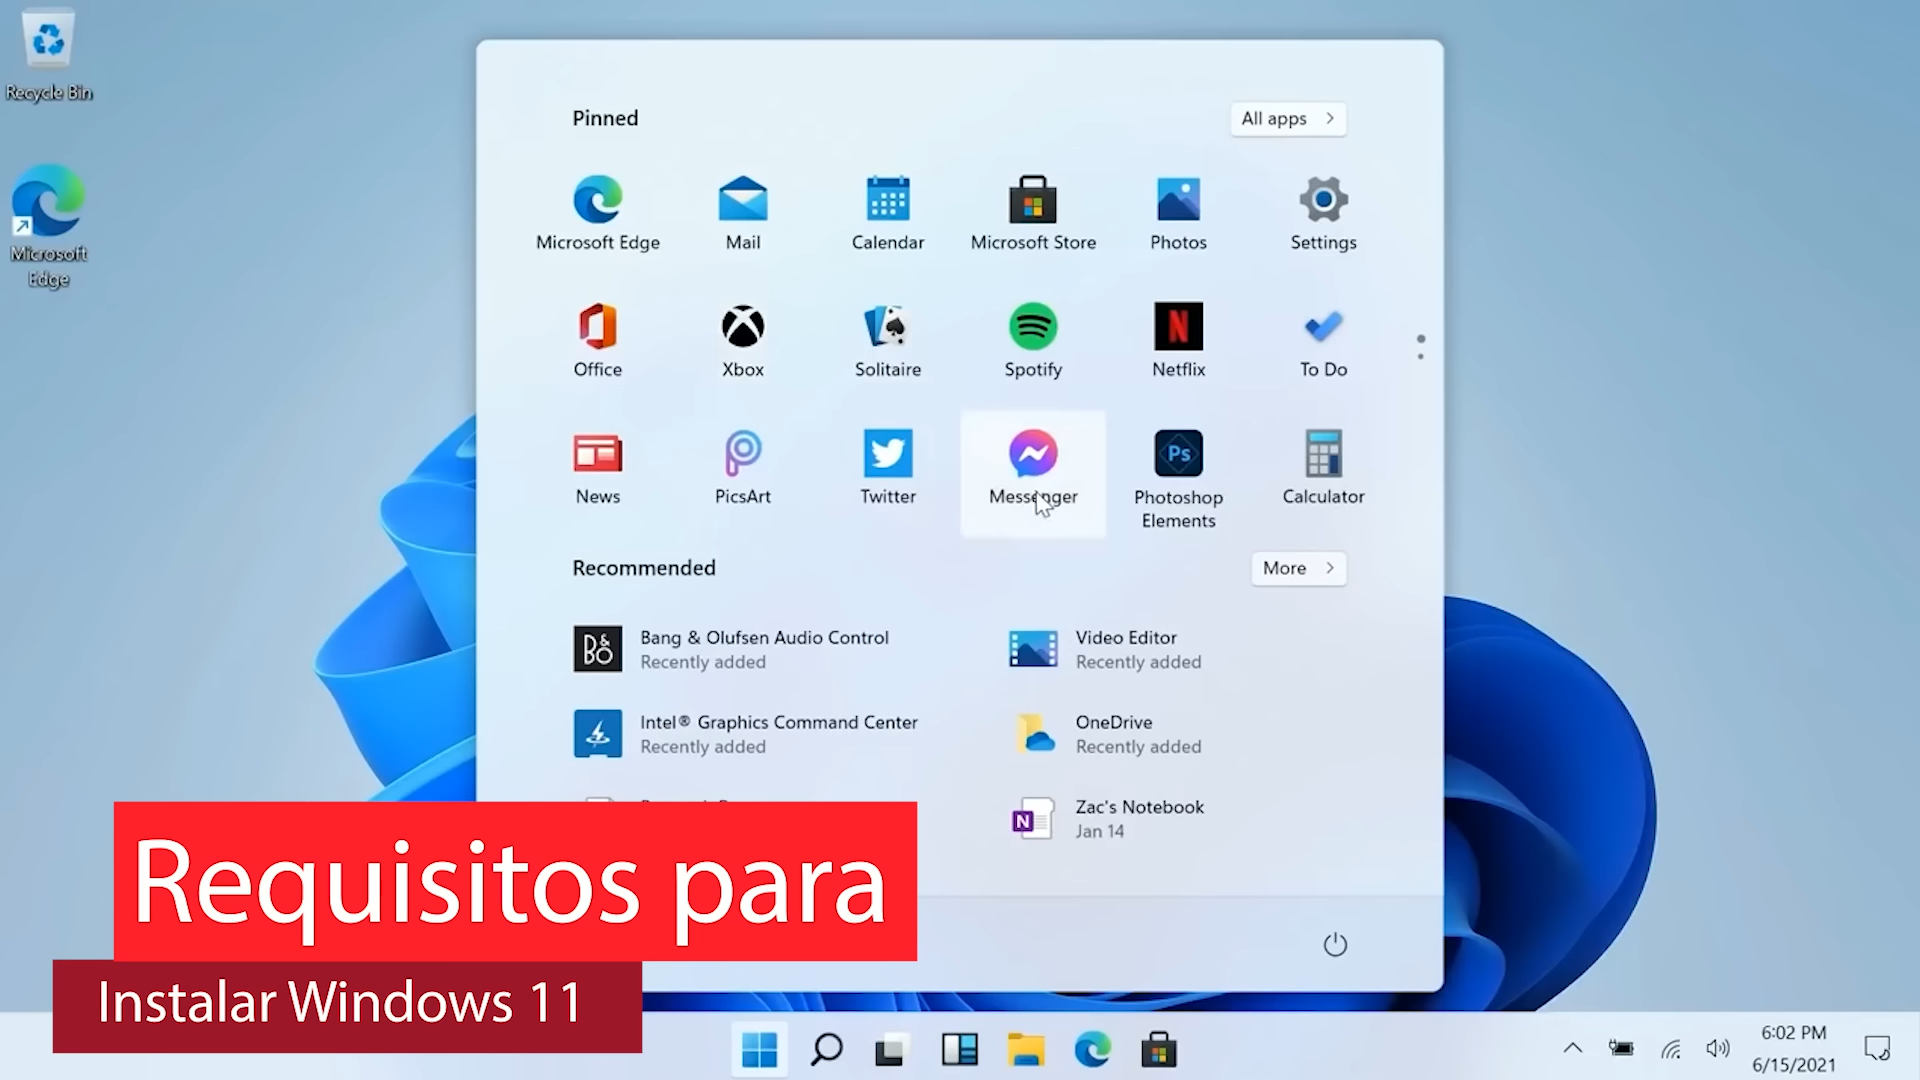 Recycle Bin
Microsoft
Edge
Pinned
All apps
Microsoft Edge
Mail
Calendar
Microsoft Store
Photos
Settings
Office
Xbox
Solitaire
Spotify
Netflix
To Do
News
PicsArt
Twitter
Messenger
Ps
Photoshop
Elements
Calculator
Recommended
More
B&O
Bang & Olufsen Audio Control
Recently added
Video Editor
Recently added
Intel® Graphics Command Center
Recently added
OneDrive
Recently added
N
Zac's Notebook
Jan 14
Requisitos para
Instalar Windows 11
6:02 PM
6/15/2021